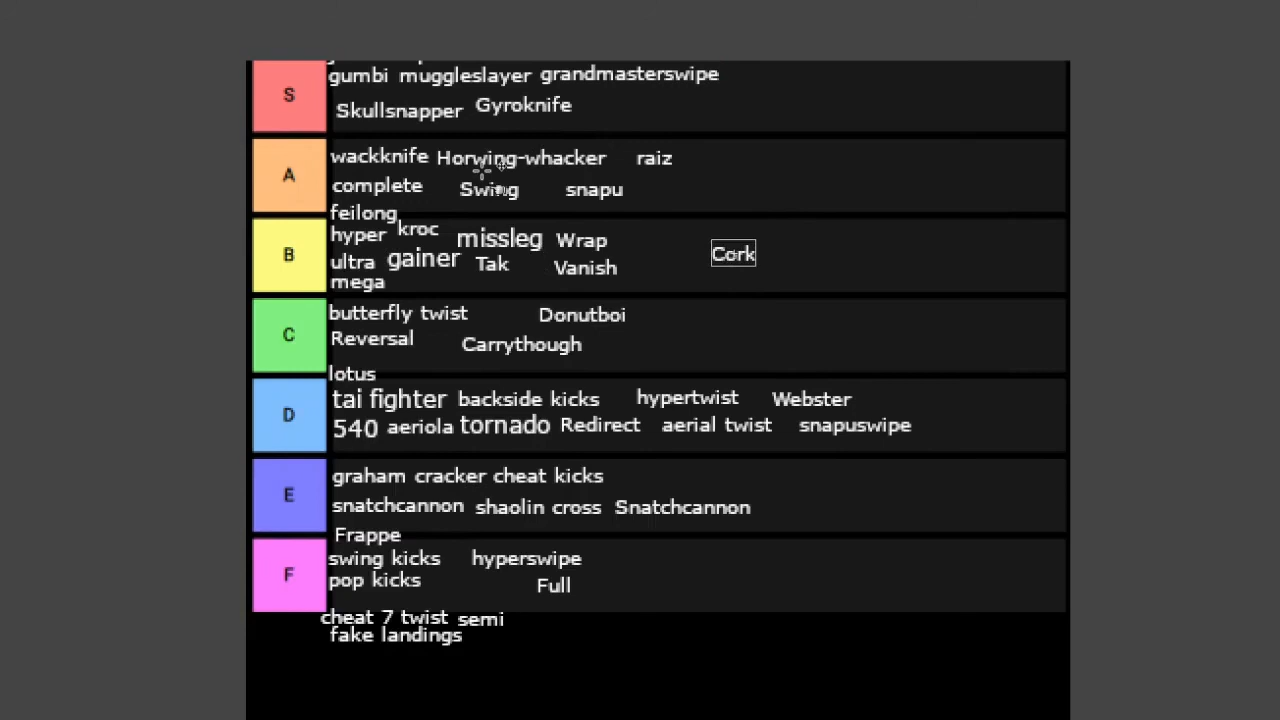 S
gumbi muggleslayer grandmasterswipe
Skullsnapper Gyroknife
A
wackknife Horwing-whacker raiz
complete Swing snapu
feilong
B
hyper kroc missleg Wrap Cork
ultra gainer Tak Vanish
mega
C
butterfly twist Donutboi
Reversal Carrythough
lotus
D
tai fighter backside kicks hypertwist Webster
540 aeriola tornado Redirect aerial twist snapuswipe
E
graham cracker cheat kicks
snatchcannon shaolin cross Snatchcannon
Frappe
F
swing kicks hyperswipe
pop kicks Full
cheat 7 twist semi
fake landings